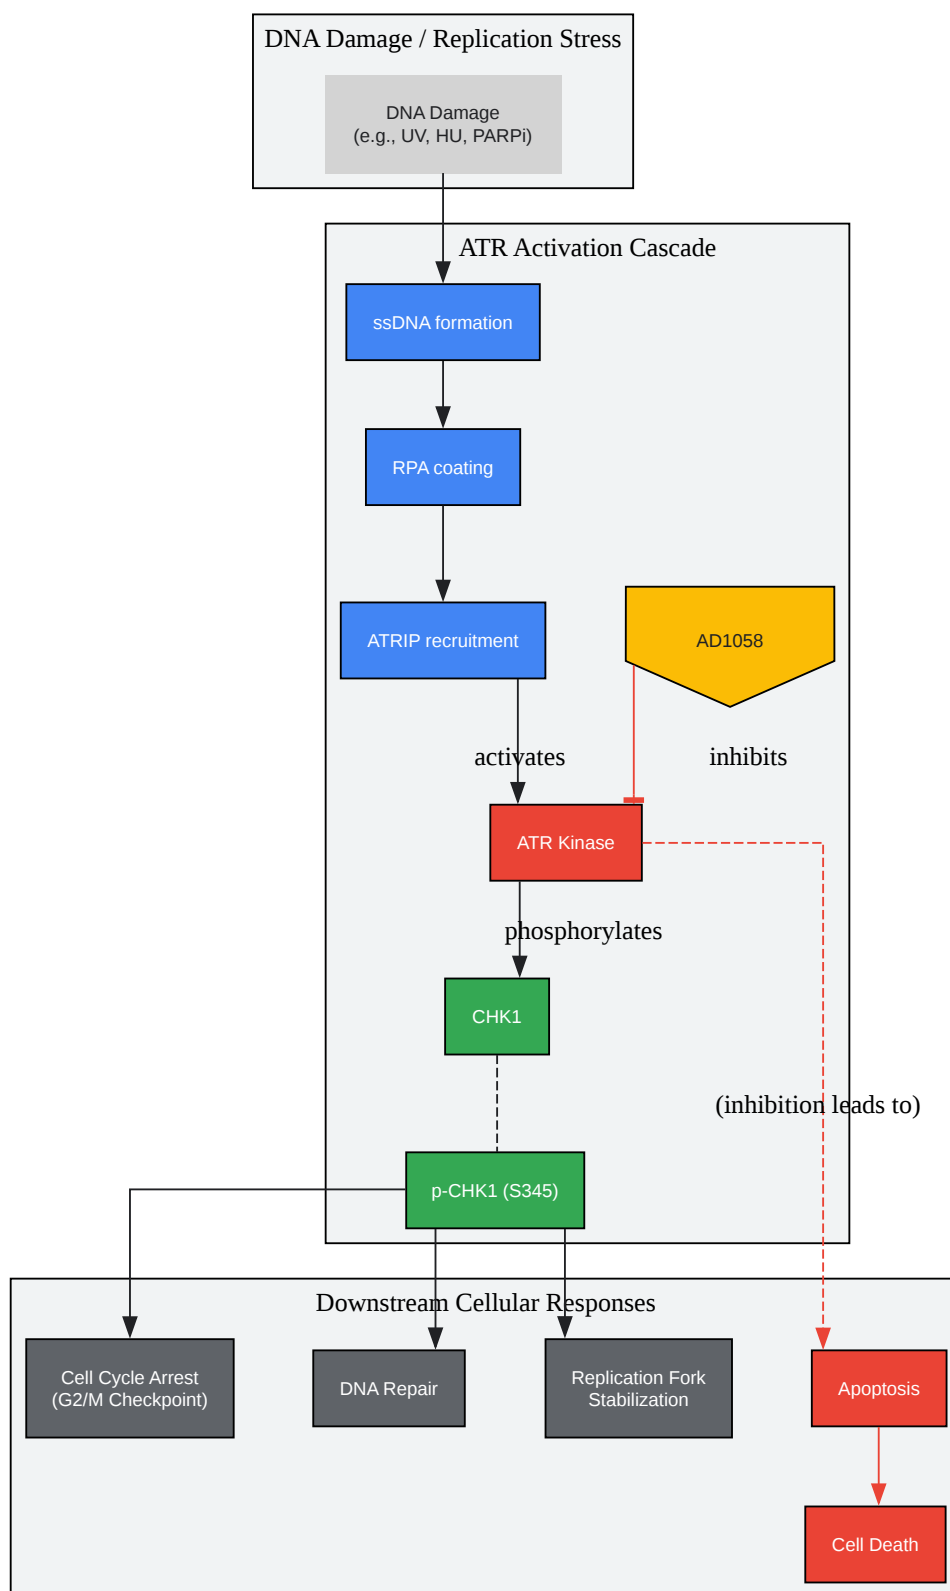 DNA Damage / Replication Stress
DNA Damage
(e.g., UV, HU, PARPi)
ATR Activation Cascade
ssDNA formation
RPA coating
ATRIP recruitment
AD1058
activates
inhibits
ATR Kinase
phosphorylates
CHK1
(inhibition leads to)
p-CHK1 (S345)
Downstream Cellular Responses
Cell Cycle Arrest
(G2/M Checkpoint)
DNA Repair
Replication Fork
Stabilization
Apoptosis
Cell Death